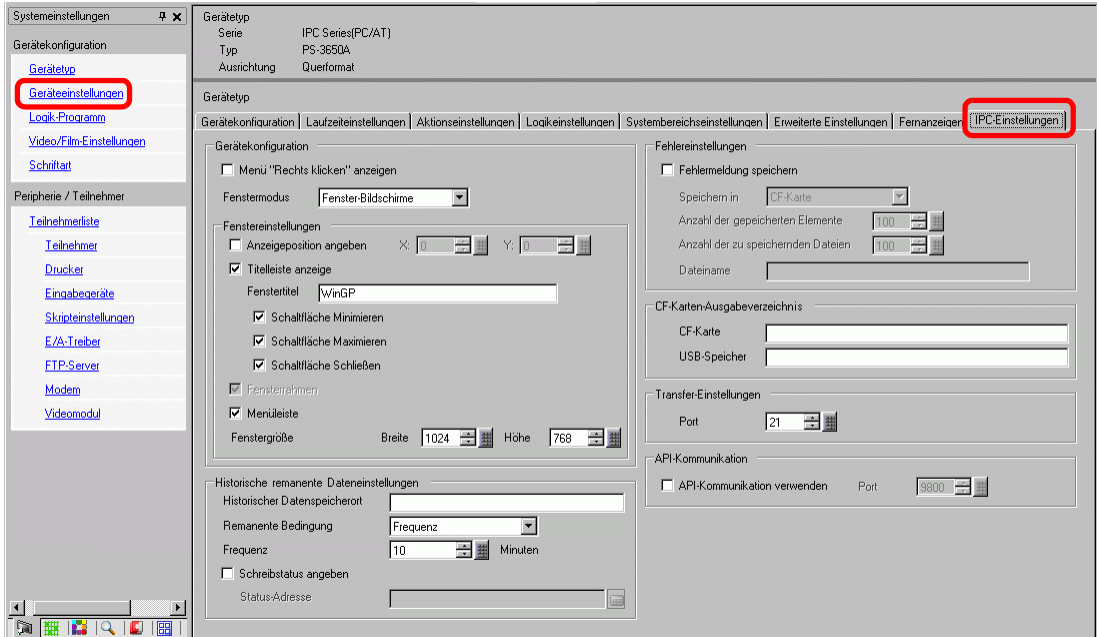 Systemeinstellungen
Gerätekonfiguration
Gerätetyp
Geräteeinstellungen
Logik-Programm
Video/Film-Einstellungen
Schriftart
Peripherie / Teilnehmer
Teilnehmerliste
Teilnehmer
Drucker
Eingabegeräte
Skripteinstellungen
E/A-Treiber
FTP-Server
Modem
Videomodul
Gerätetyp
Serie IPC Series(PC/AT)
Typ PS-3650A
Ausrichtung Querformat
Gerätetyp
Gerätekonfiguration Laufzeiteinstellungen Aktionseinstellungen Logikeinstellungen Systembereichseinstellungen Erweiterte Einstellungen Fernanzeigen IPC-Einstellungen
Gerätekonfiguration
Menü "Rechts klicken" anzeigen
Fenstermodus Fenster-Bildschirme
Fenstereinstellungen
Anzeigeposition angeben X: 0 Y: 0
Titelleiste anzeige
Fenstertitel WinGP
Schaltfläche Minimieren
Schaltfläche Maximieren
Schaltfläche Schließen
Fensterrahmen
Menüleiste
Fenstergröße Breite 1024 Höhe 768
Historische remanente Dateneinstellungen
Historischer Datenspeicherort
Remanente Bedingung Frequenz
Frequenz 10 Minuten
Schreibstatus angeben
Status-Adresse
Fehlereinstellungen
Fehlermeldung speichern
Speichern in CF-Karte
Anzahl der gepeicherten Elemente 100
Anzahl der zu speichernden Dateien 100
Dateiname
CF-Karten-Ausgabeverzeichnis
CF-Karte
USB-Speicher
Transfer-Einstellungen
Port 21
API-Kommunikation
API-Kommunikation verwenden Port 9800